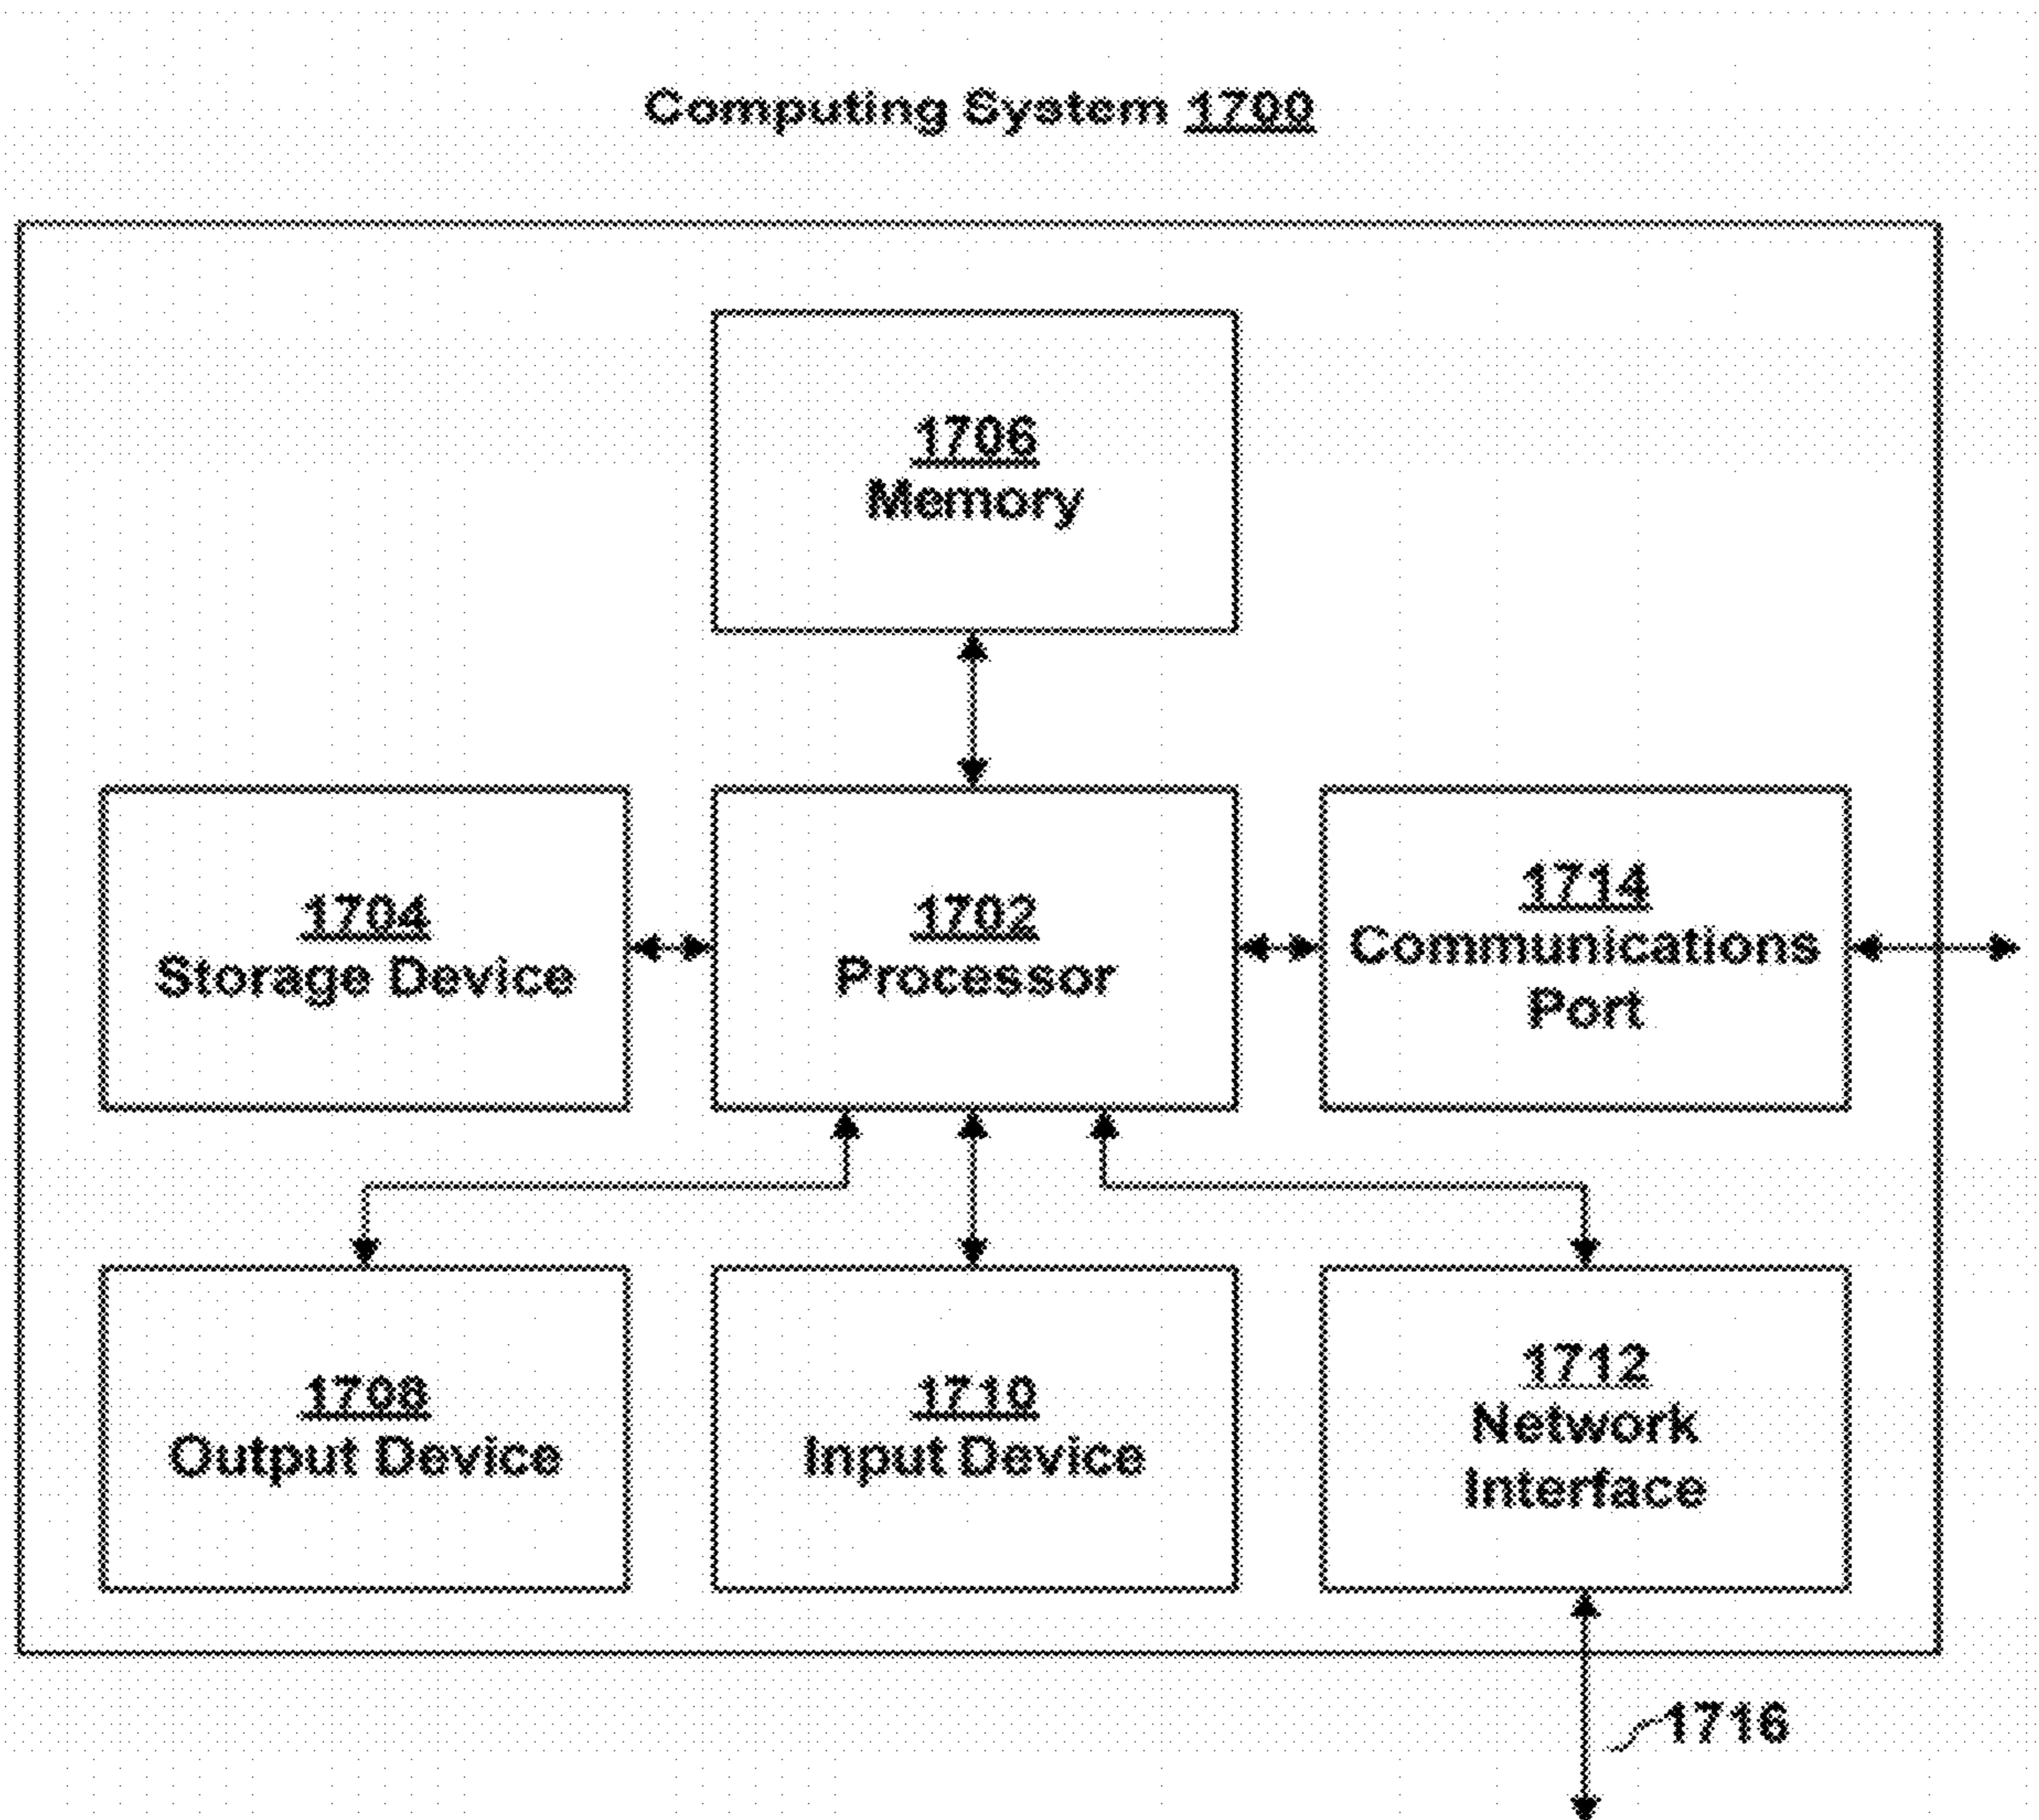 Computing System 1700
1706
Memory
1704
Storage Device
1702
Processor
1714
Communications
Port
1708
Output Device
1710
Input Device
1712
Network
Interface
1716